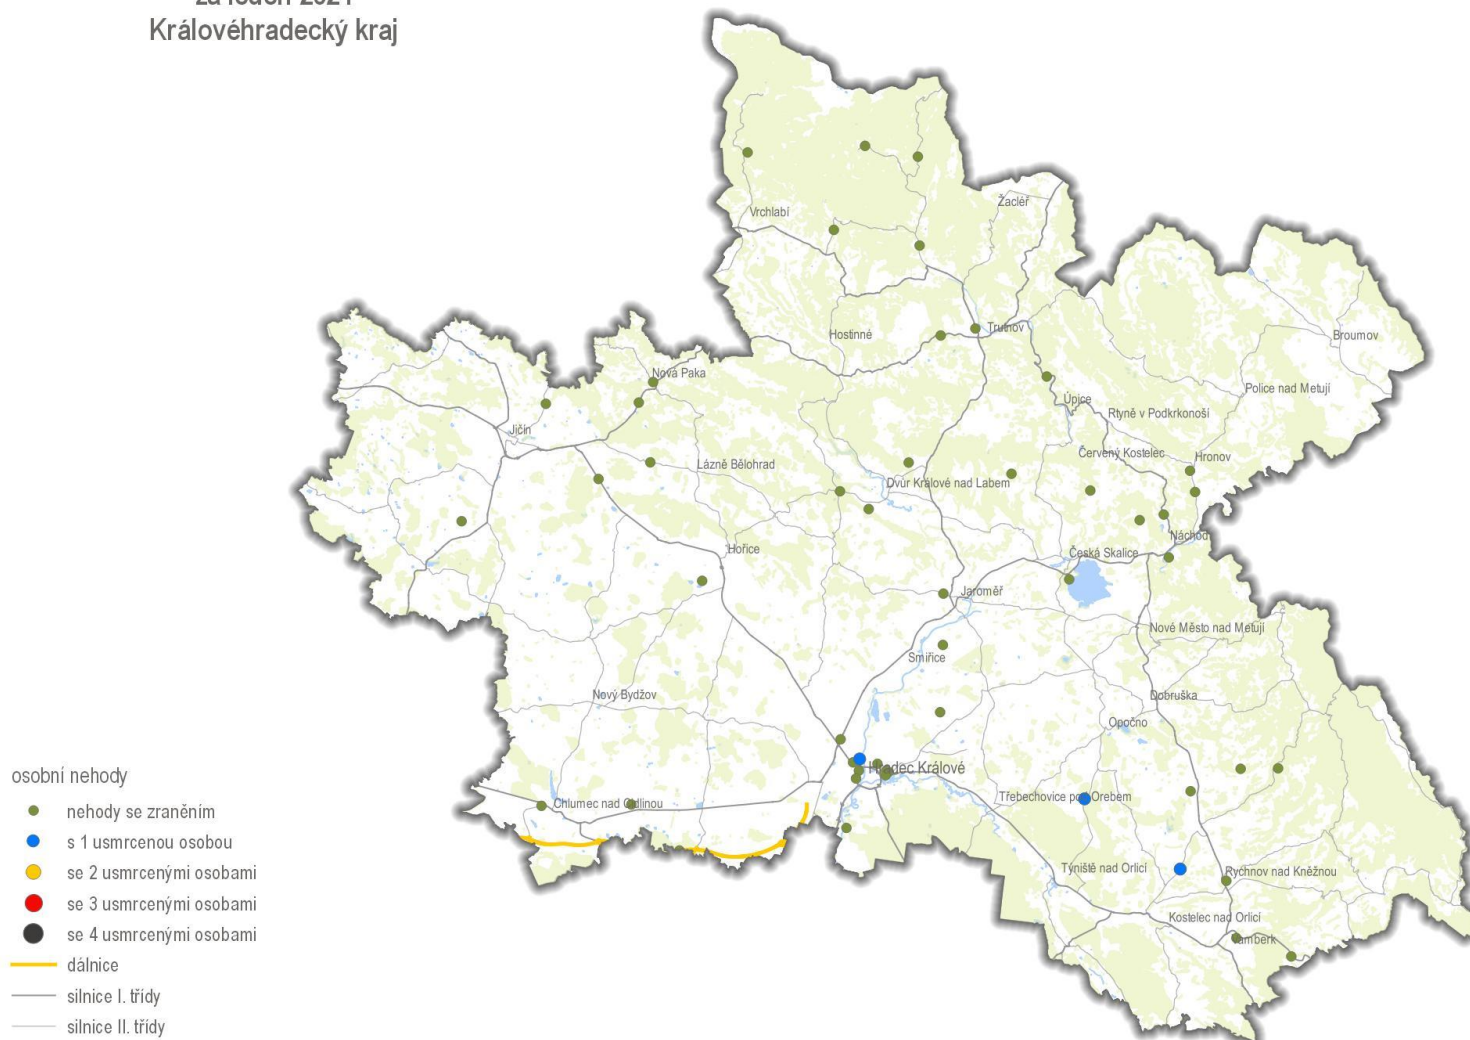 za leden 2021
Královéhradecký kraj
Vrchlabí
Žacléř
Hostinné
Trutnov
Broumov
Nová Paka
Police nad Metují
Úpice
Rtyně v Podkrkonoší
Jičín
Lázně Bělohrad
Červený Kostelec
Hronov
Dvůr Králové nad Labem
Náchod
Hořice
Česká Skalice
Jaroměř
Nové Město nad Metují
Smiřice
Nový Bydžov
Dobruška
Opočno
Hradec Králové
Chlumec nad Cidlinou
Třebechovice pod Orebem
Týniště nad Orlicí
Rychnov nad Kněžnou
Kostelec nad Orlicí
Vamberk
osobní nehody
nehody se zraněním
s 1 usmrcenou osobou
se 2 usmrcenými osobami
se 3 usmrcenými osobami
se 4 usmrcenými osobami
dálnice
silnice I. třídy
silnice II. třídy